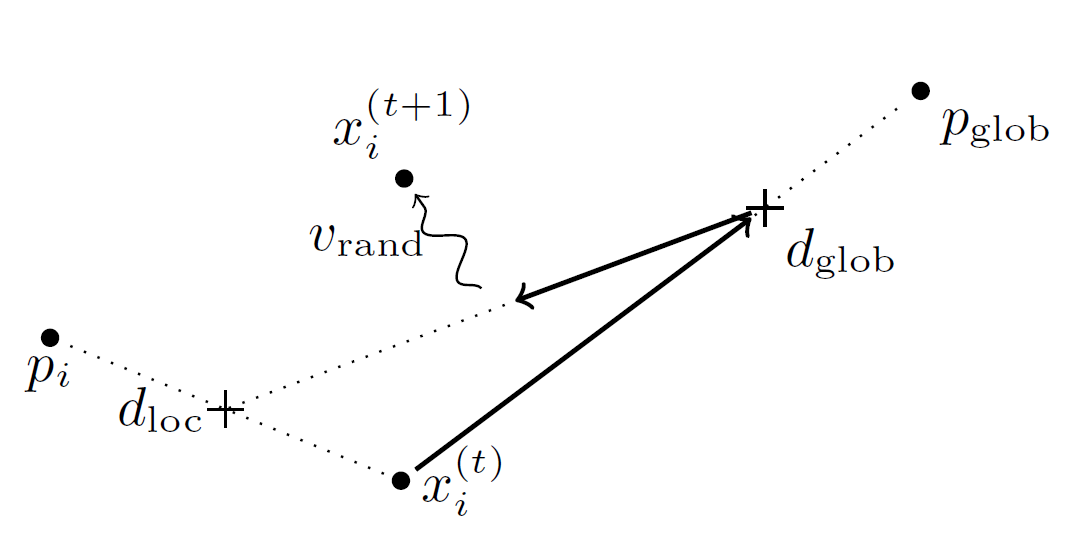 x_i^{(t+1)}
p_glob
v_rand
d_glob
p_i
d_loc
x_i^{(t)}